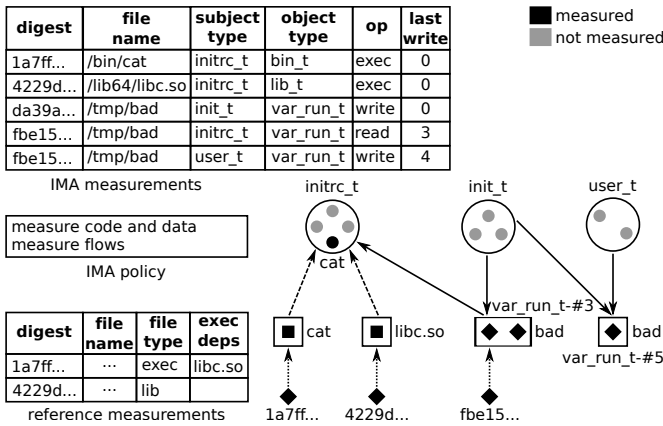 digest file name subject type object type op last write
1a7ff... /bin/cat initrc_t bin_t exec 0
4229d... /lib64/libc.so initrc_t lib_t exec 0
da39a... /tmp/bad init_t var_run_t write 0
fbe15... /tmp/bad initrc_t var_run_t read 3
fbe15... /tmp/bad user_t var_run_t write 4
IMA measurements
measured
not measured
measure code and data
measure flows
IMA policy
initrc_t init_t user_t
cat
var_run_t-#3
cat libc.so bad bad
var_run_t-#5
digest file name file type exec deps
1a7ff... ... exec libc.so
4229d... ... lib
reference measurements
1a7ff... 4229d... fbe15...